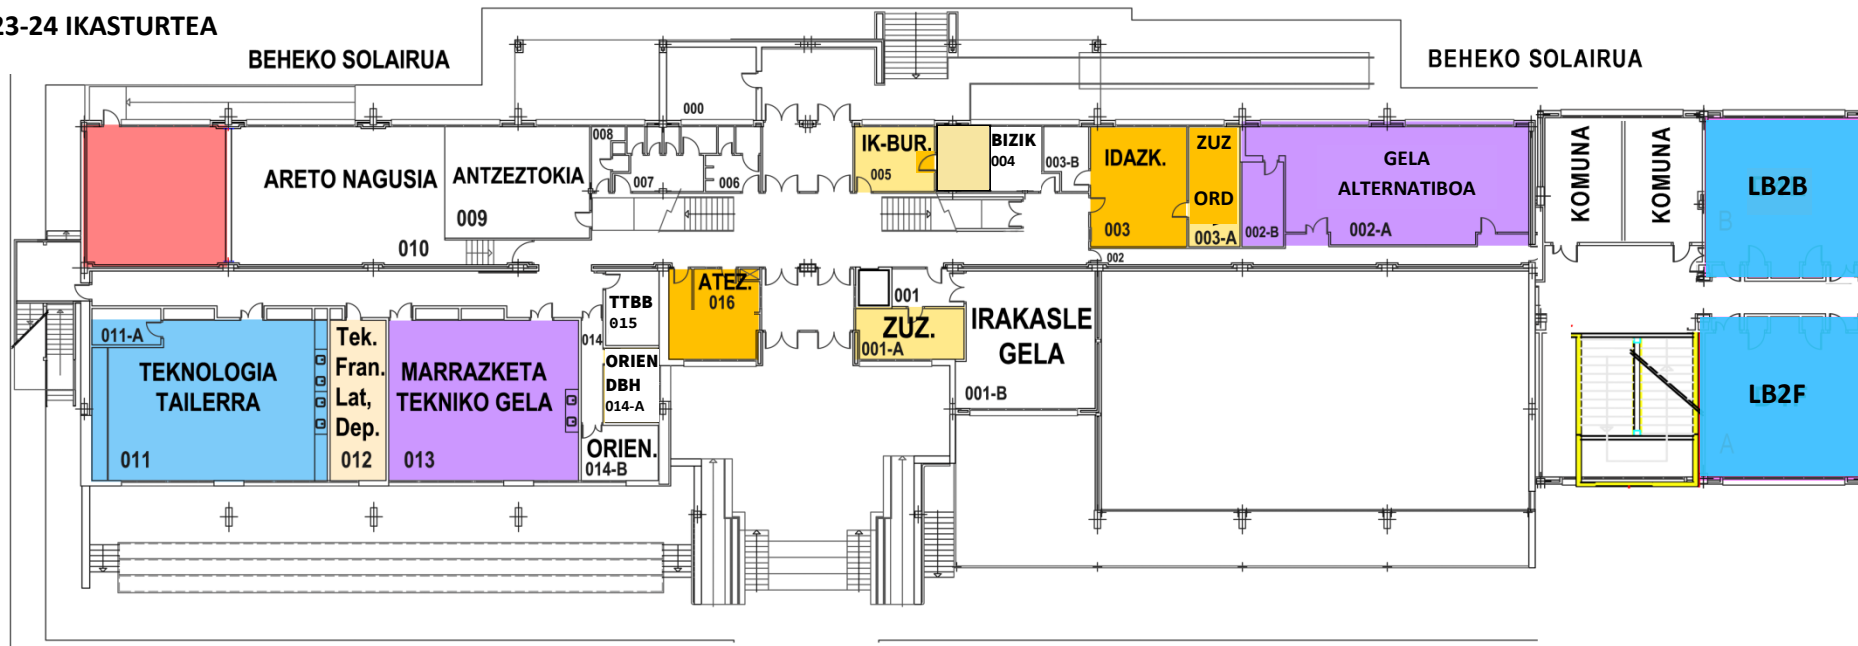 23-24 IKASTURTEA
BEHEKO SOLAIRUA
BEHEKO SOLAIRUA
000
008
007
006
ARETO NAGUSIA
010
ANTZEZTOKIA
009
IK-BUR.
005
BIZIK
004
003-B
IDAZK.
003
ZUZ
ORD
003-A
002-B
GELA
ALTERNATIBOA
002-A
002
KOMUNA
KOMUNA
LB2B
B
011-A
TEKNOLOGIA
TAILERRA
011
Tek.
Fran.
Lat,
Dep.
012
MARRAZKETA
TEKNIKO GELA
013
014
TTBB
015
ORIEN
DBH
014-A
ORIEN.
014-B
ATEZ.
016
001
ZUZ.
001-A
IRAKASLE
GELA
001-B
LB2F
A